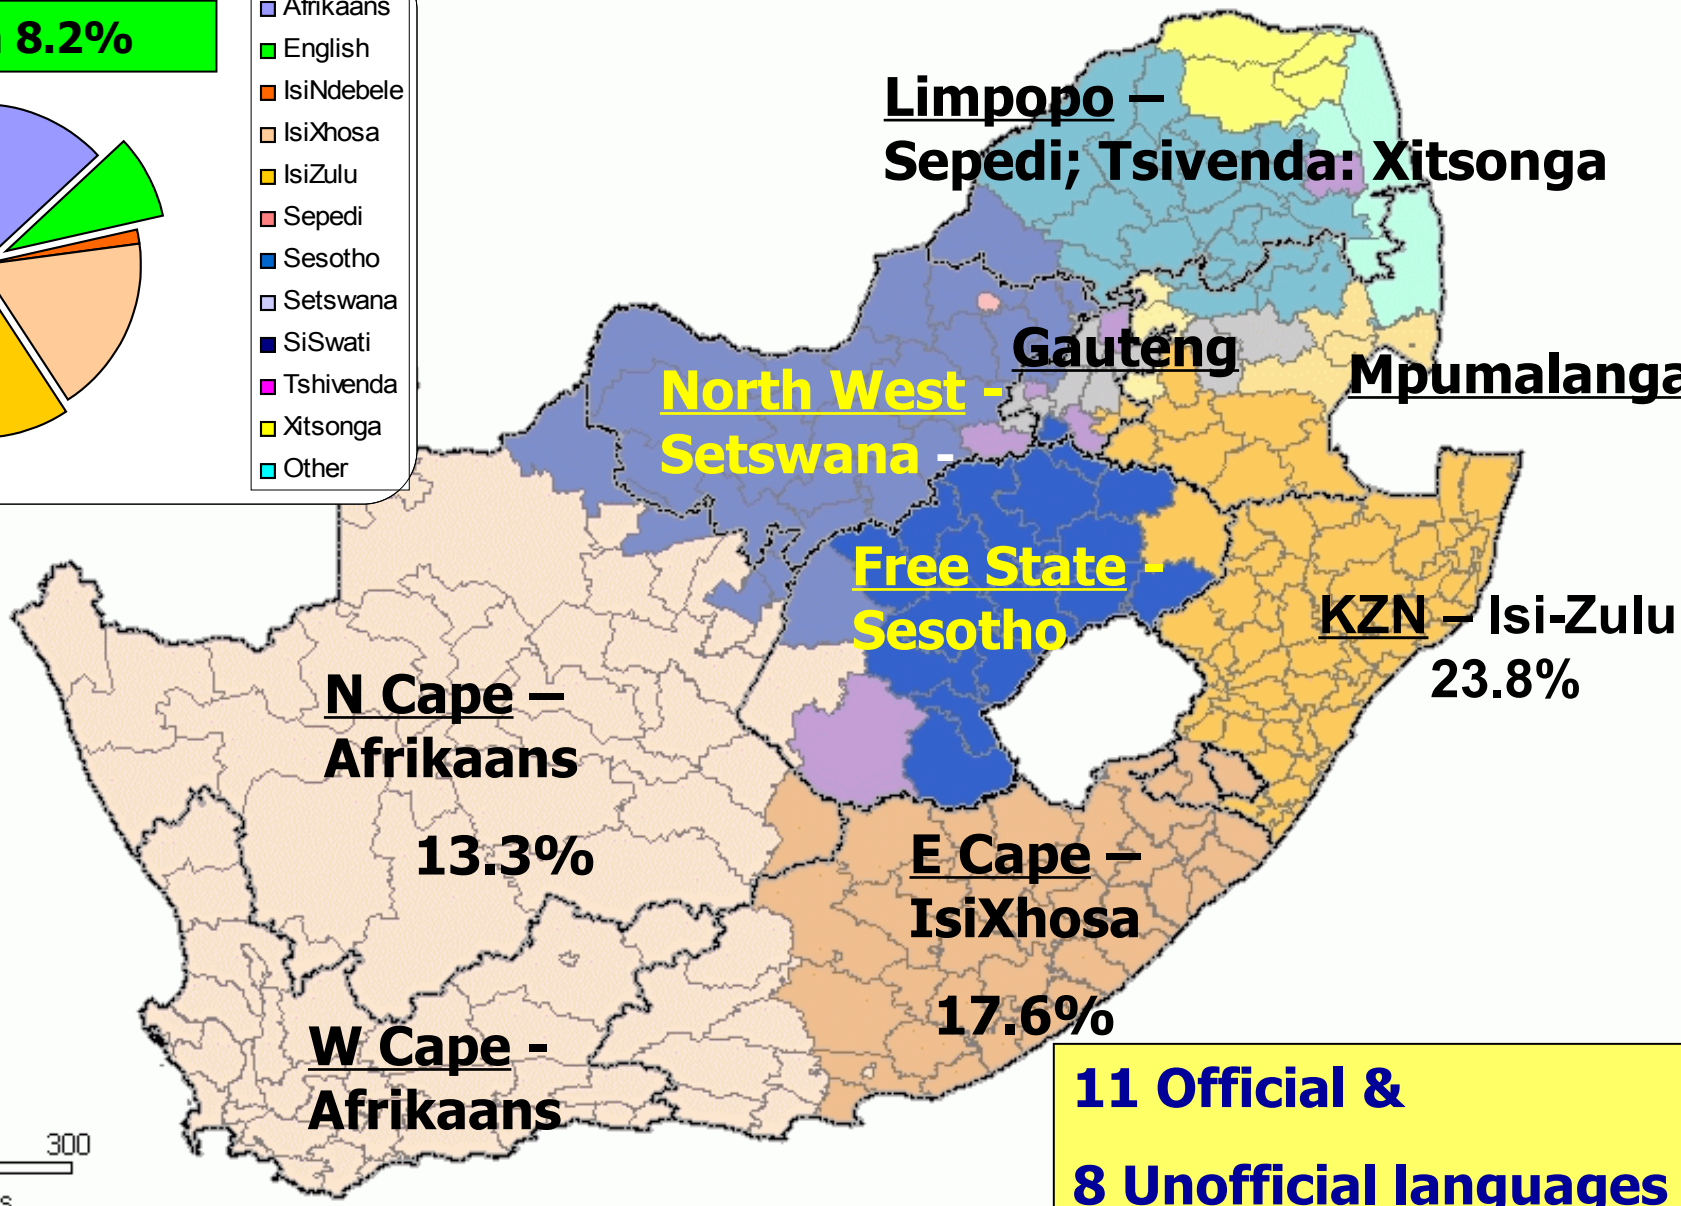 8.2%
Afrikaans
English
IsiNdebele
IsiXhosa
IsiZulu
Sepedi
Sesotho
Setswana
SiSwati
Tshivenda
Xitsonga
Other
Limpopo –
Sepedi; Tsivenda: Xitsonga
Gauteng
Mpumalanga
North West -
Setswana -
Free State -
Sesotho
KZN – Isi-Zulu
23.8%
N Cape –
Afrikaans
13.3%
E Cape –
IsiXhosa
17.6%
W Cape -
Afrikaans
300
11 Official &
8 Unofficial languages